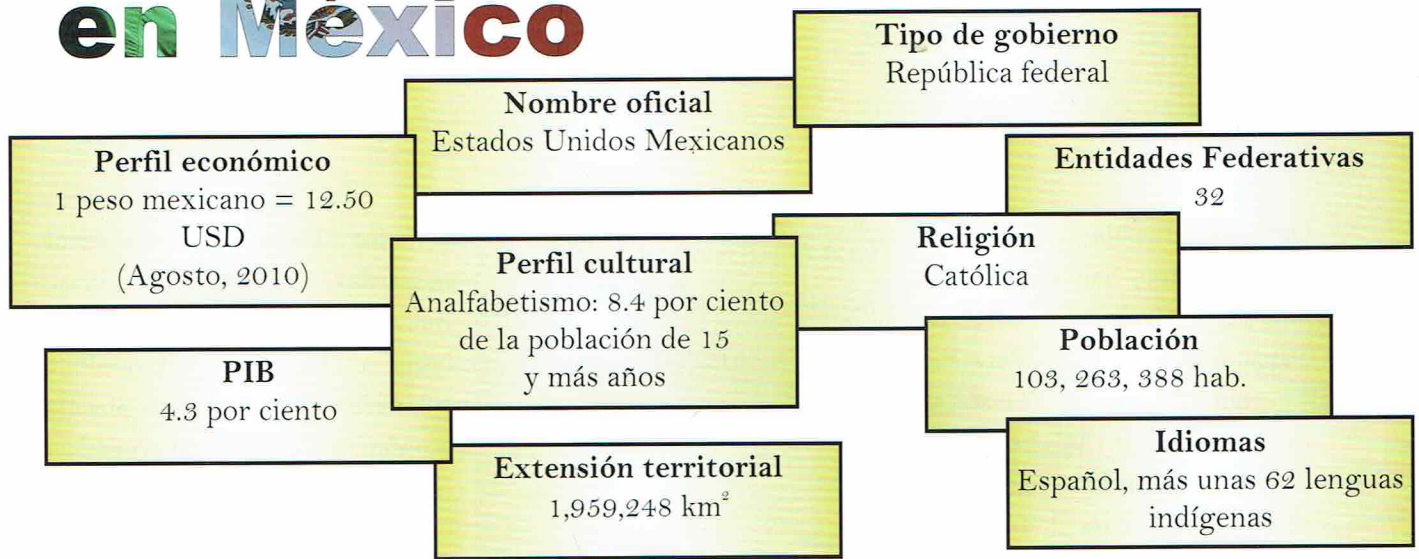 en México
Tipo de gobierno
República federal
Nombre oficial
Estados Unidos Mexicanos
Perfil económico
1 peso mexicano = 12.50
USD
(Agosto, 2010)
Entidades Federativas
32
Religión
Católica
Perfil cultural
Analfabetismo: 8.4 por ciento
de la población de 15
y más años
Población
103, 263, 388 hab.
PIB
4.3 por ciento
Idiomas
Español, más unas 62 lenguas
indígenas
Extensión territorial
1,959,248 km²